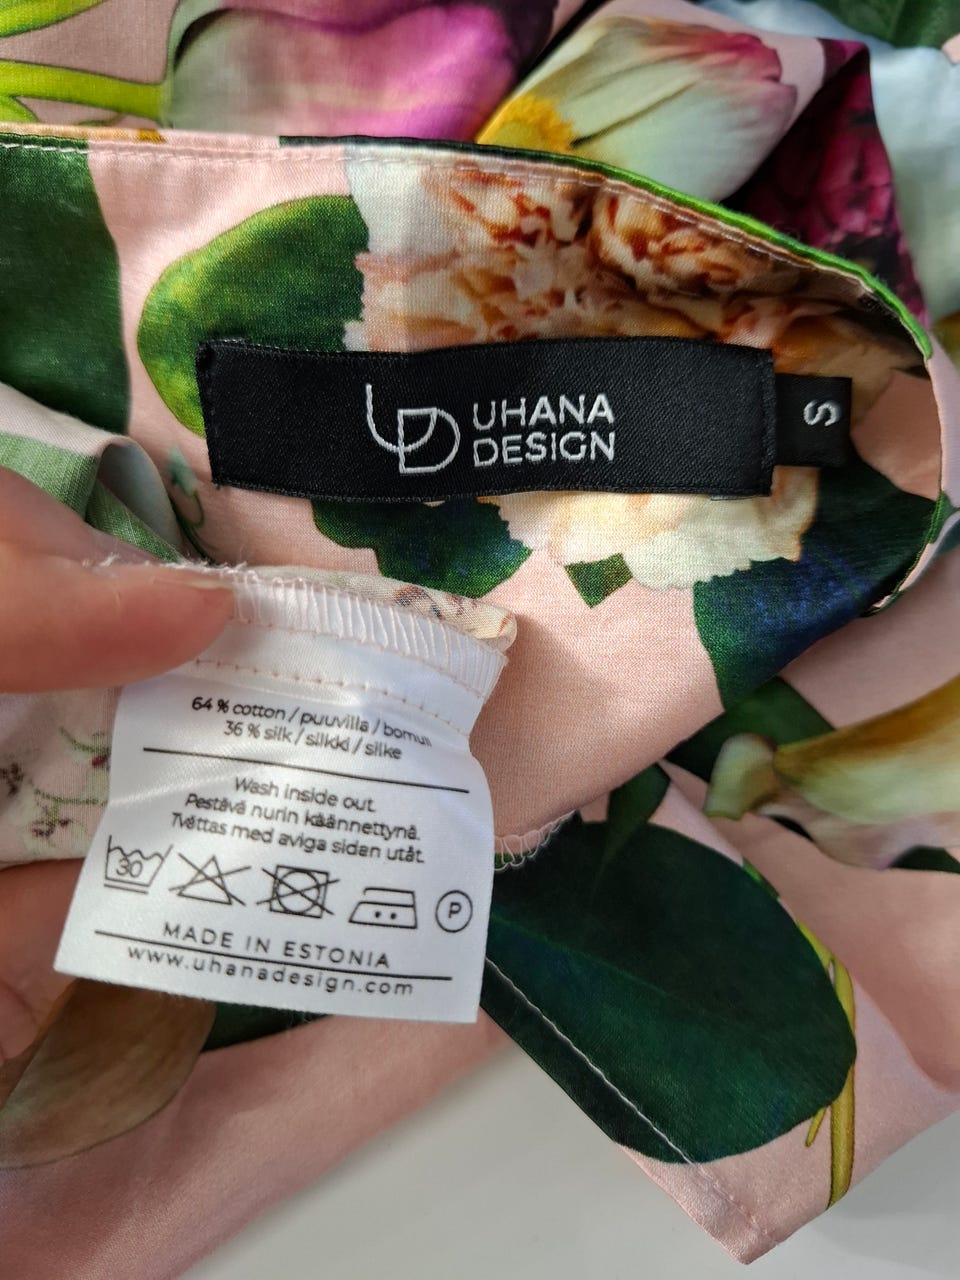 UHANA
DESIGN
S
64 % cotton / puuvilla / bomull
36 % silk / silkki / silke
Wash inside out.
Pestävä nurin käännettynä.
Tvättas med aviga sidan utåt.
30
P
MADE IN ESTONIA
www.uhanadesign.com